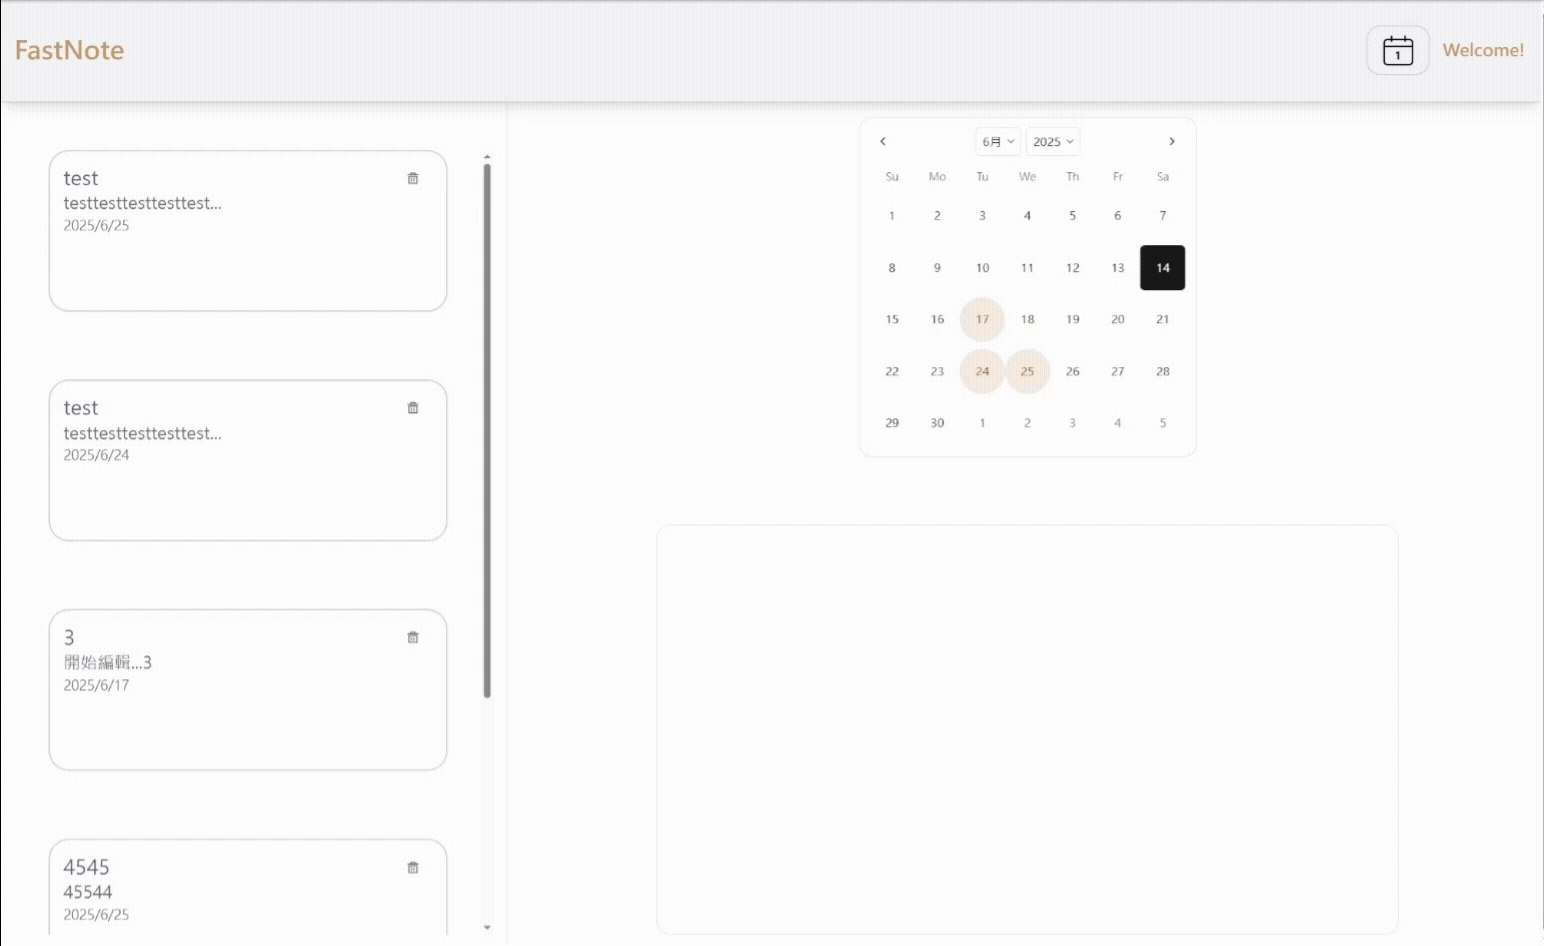 FastNote
1
Welcome!
test
testtesttesttesttest...
2025/6/25
test
testtesttesttesttest...
2025/6/24
3
開始編輯...3
2025/6/17
4545
45544
2025/6/25
6月 2025
Su Mo Tu We Th Fr Sa
1 2 3 4 5 6 7
8 9 10 11 12 13 14
15 16 17 18 19 20 21
22 23 24 25 26 27 28
29 30 1 2 3 4 5